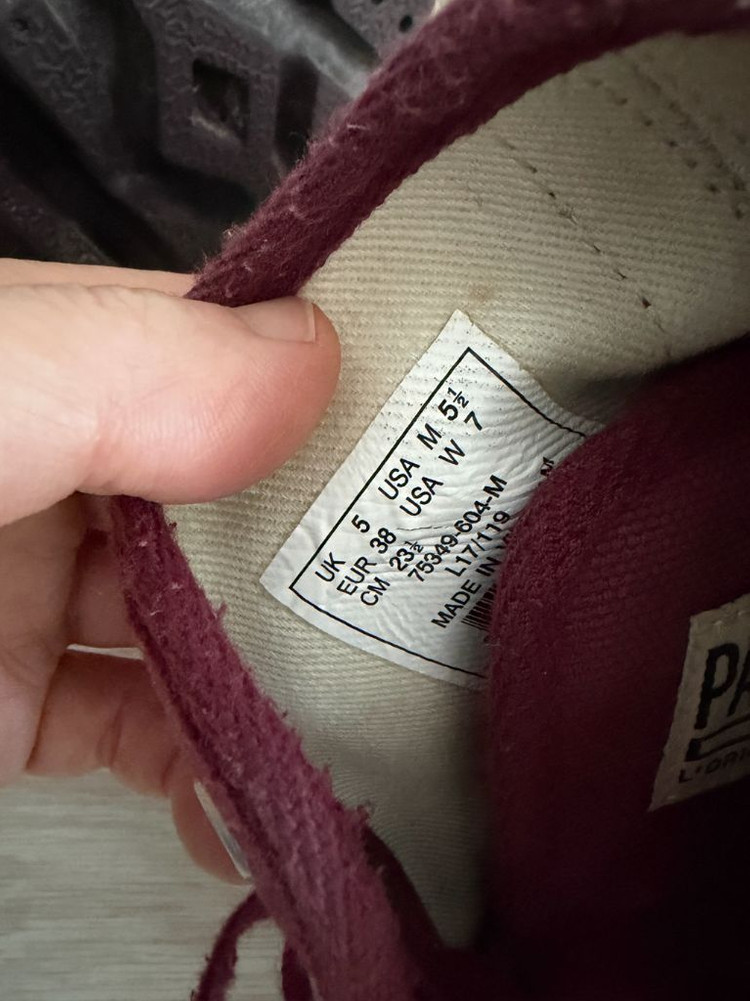 UK 5 USA M 5½
EUR 38 USA W 7
CM 23½
75349-604-M
L17/119
MADE IN
M
PA